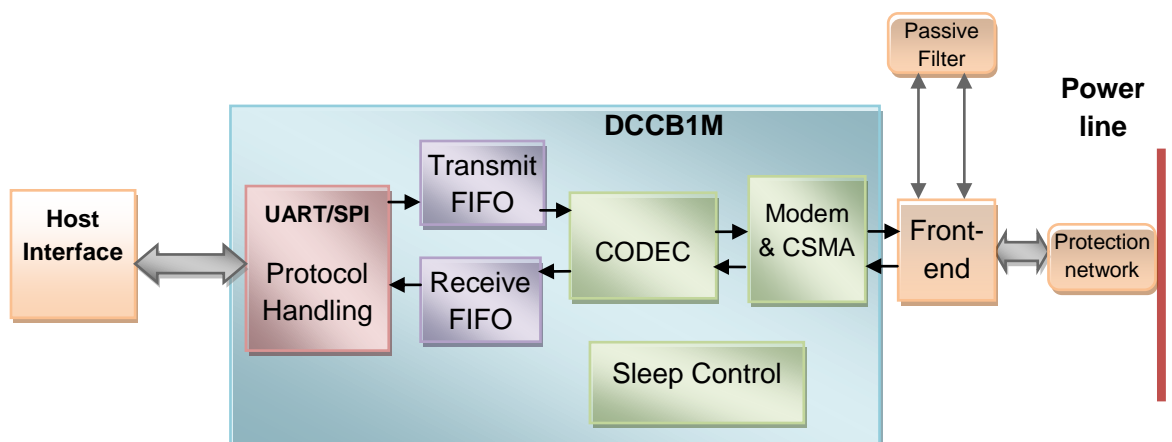 Passive
Filter
Power
line
DCCB1M
Host
Interface
UART/SPI
Protocol
Handling
Transmit
FIFO
Receive
FIFO
CODEC
Modem
& CSMA
Front-
end
Protection
network
Sleep Control